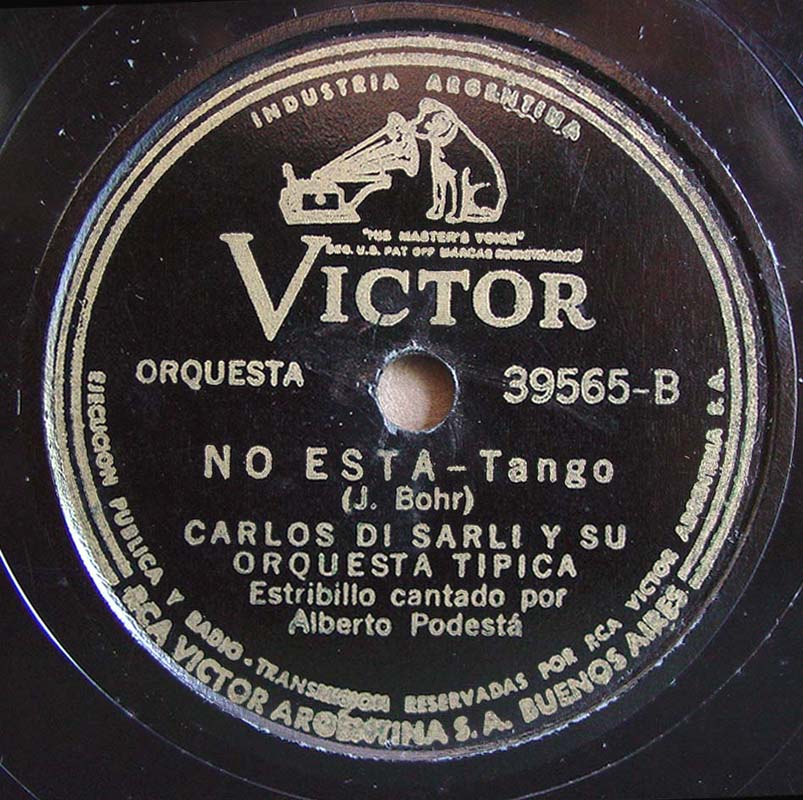 INDUSTRIA ARGENTINA
"HIS MASTER'S VOICE"
REG. U.S. PAT OFF MARCAS REGISTRADAS
VICTOR
ORQUESTA
39565-B
NO ESTA - Tango
(J. Bohr)
CARLOS DI SARLI Y SU
ORQUESTA TIPICA
Estribillo cantado por
Alberto Podestá
EJECUCION PUBLICA Y RADIO-TRANSMISION RESERVADAS POR RCA VICTOR ARGENTINA S.A.
RCA VICTOR ARGENTINA S.A. BUENOS AIRES